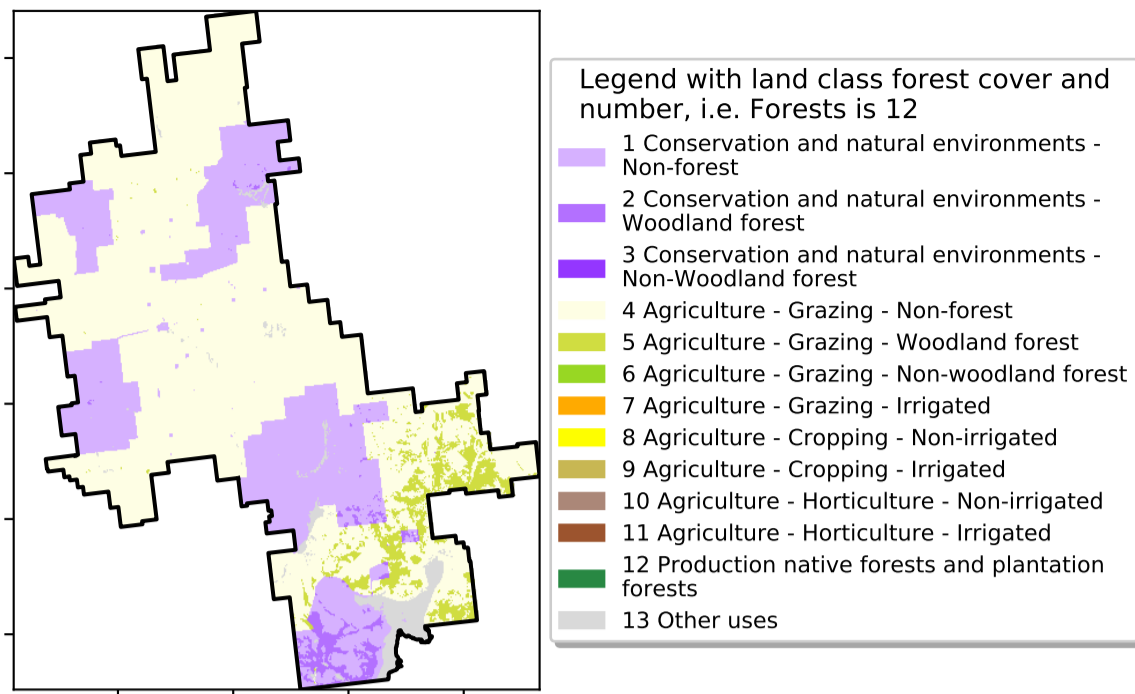 Legend with land class forest cover and
number, i.e. Forests is 12
1 Conservation and natural environments -
Non-forest
2 Conservation and natural environments -
Woodland forest
3 Conservation and natural environments -
Non-Woodland forest
4 Agriculture - Grazing - Non-forest
5 Agriculture - Grazing - Woodland forest
6 Agriculture - Grazing - Non-woodland forest
7 Agriculture - Grazing - Irrigated
8 Agriculture - Cropping - Non-irrigated
9 Agriculture - Cropping - Irrigated
10 Agriculture - Horticulture - Non-irrigated
11 Agriculture - Horticulture - Irrigated
12 Production native forests and plantation
forests
13 Other uses